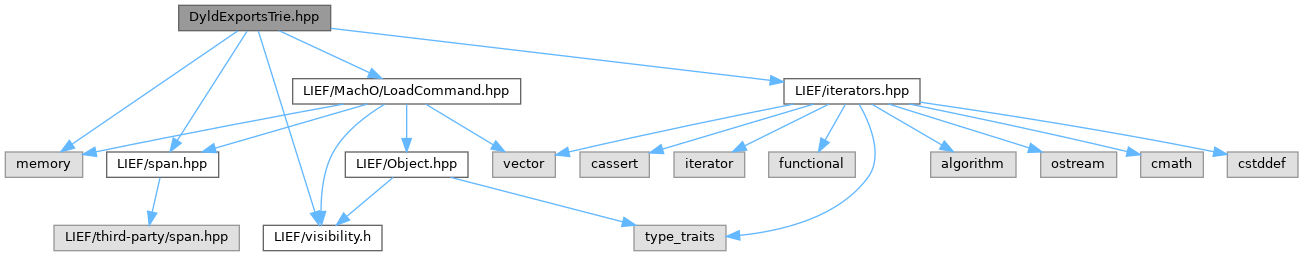 DyldExportsTrie.hpp
LIEF/MachO/LoadCommand.hpp
LIEF/iterators.hpp
memory
LIEF/span.hpp
LIEF/Object.hpp
vector
cassert
iterator
functional
algorithm
ostream
cmath
cstddef
LIEF/third-party/span.hpp
LIEF/visibility.h
type_traits